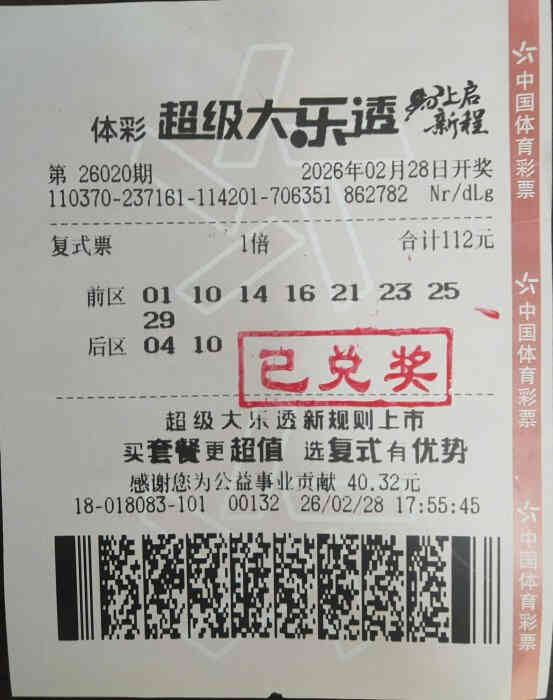 体彩 超级大乐透 马上启
新程
第 26020期 2026年02月28日开奖
110370-237161-114201-706351 862782 Nr/dLg
复式票 1倍 合计112元
前区 01 10 14 16 21 23 25
29
后区 04 10
已兑奖
超级大乐透新规则上市
买套餐更超值 选复式有优势
感谢您为公益事业贡献 40.32元
18-018083-101 00132 26/02/28 17:55:45
中国体育彩票
中国体育彩票
中国体育彩票